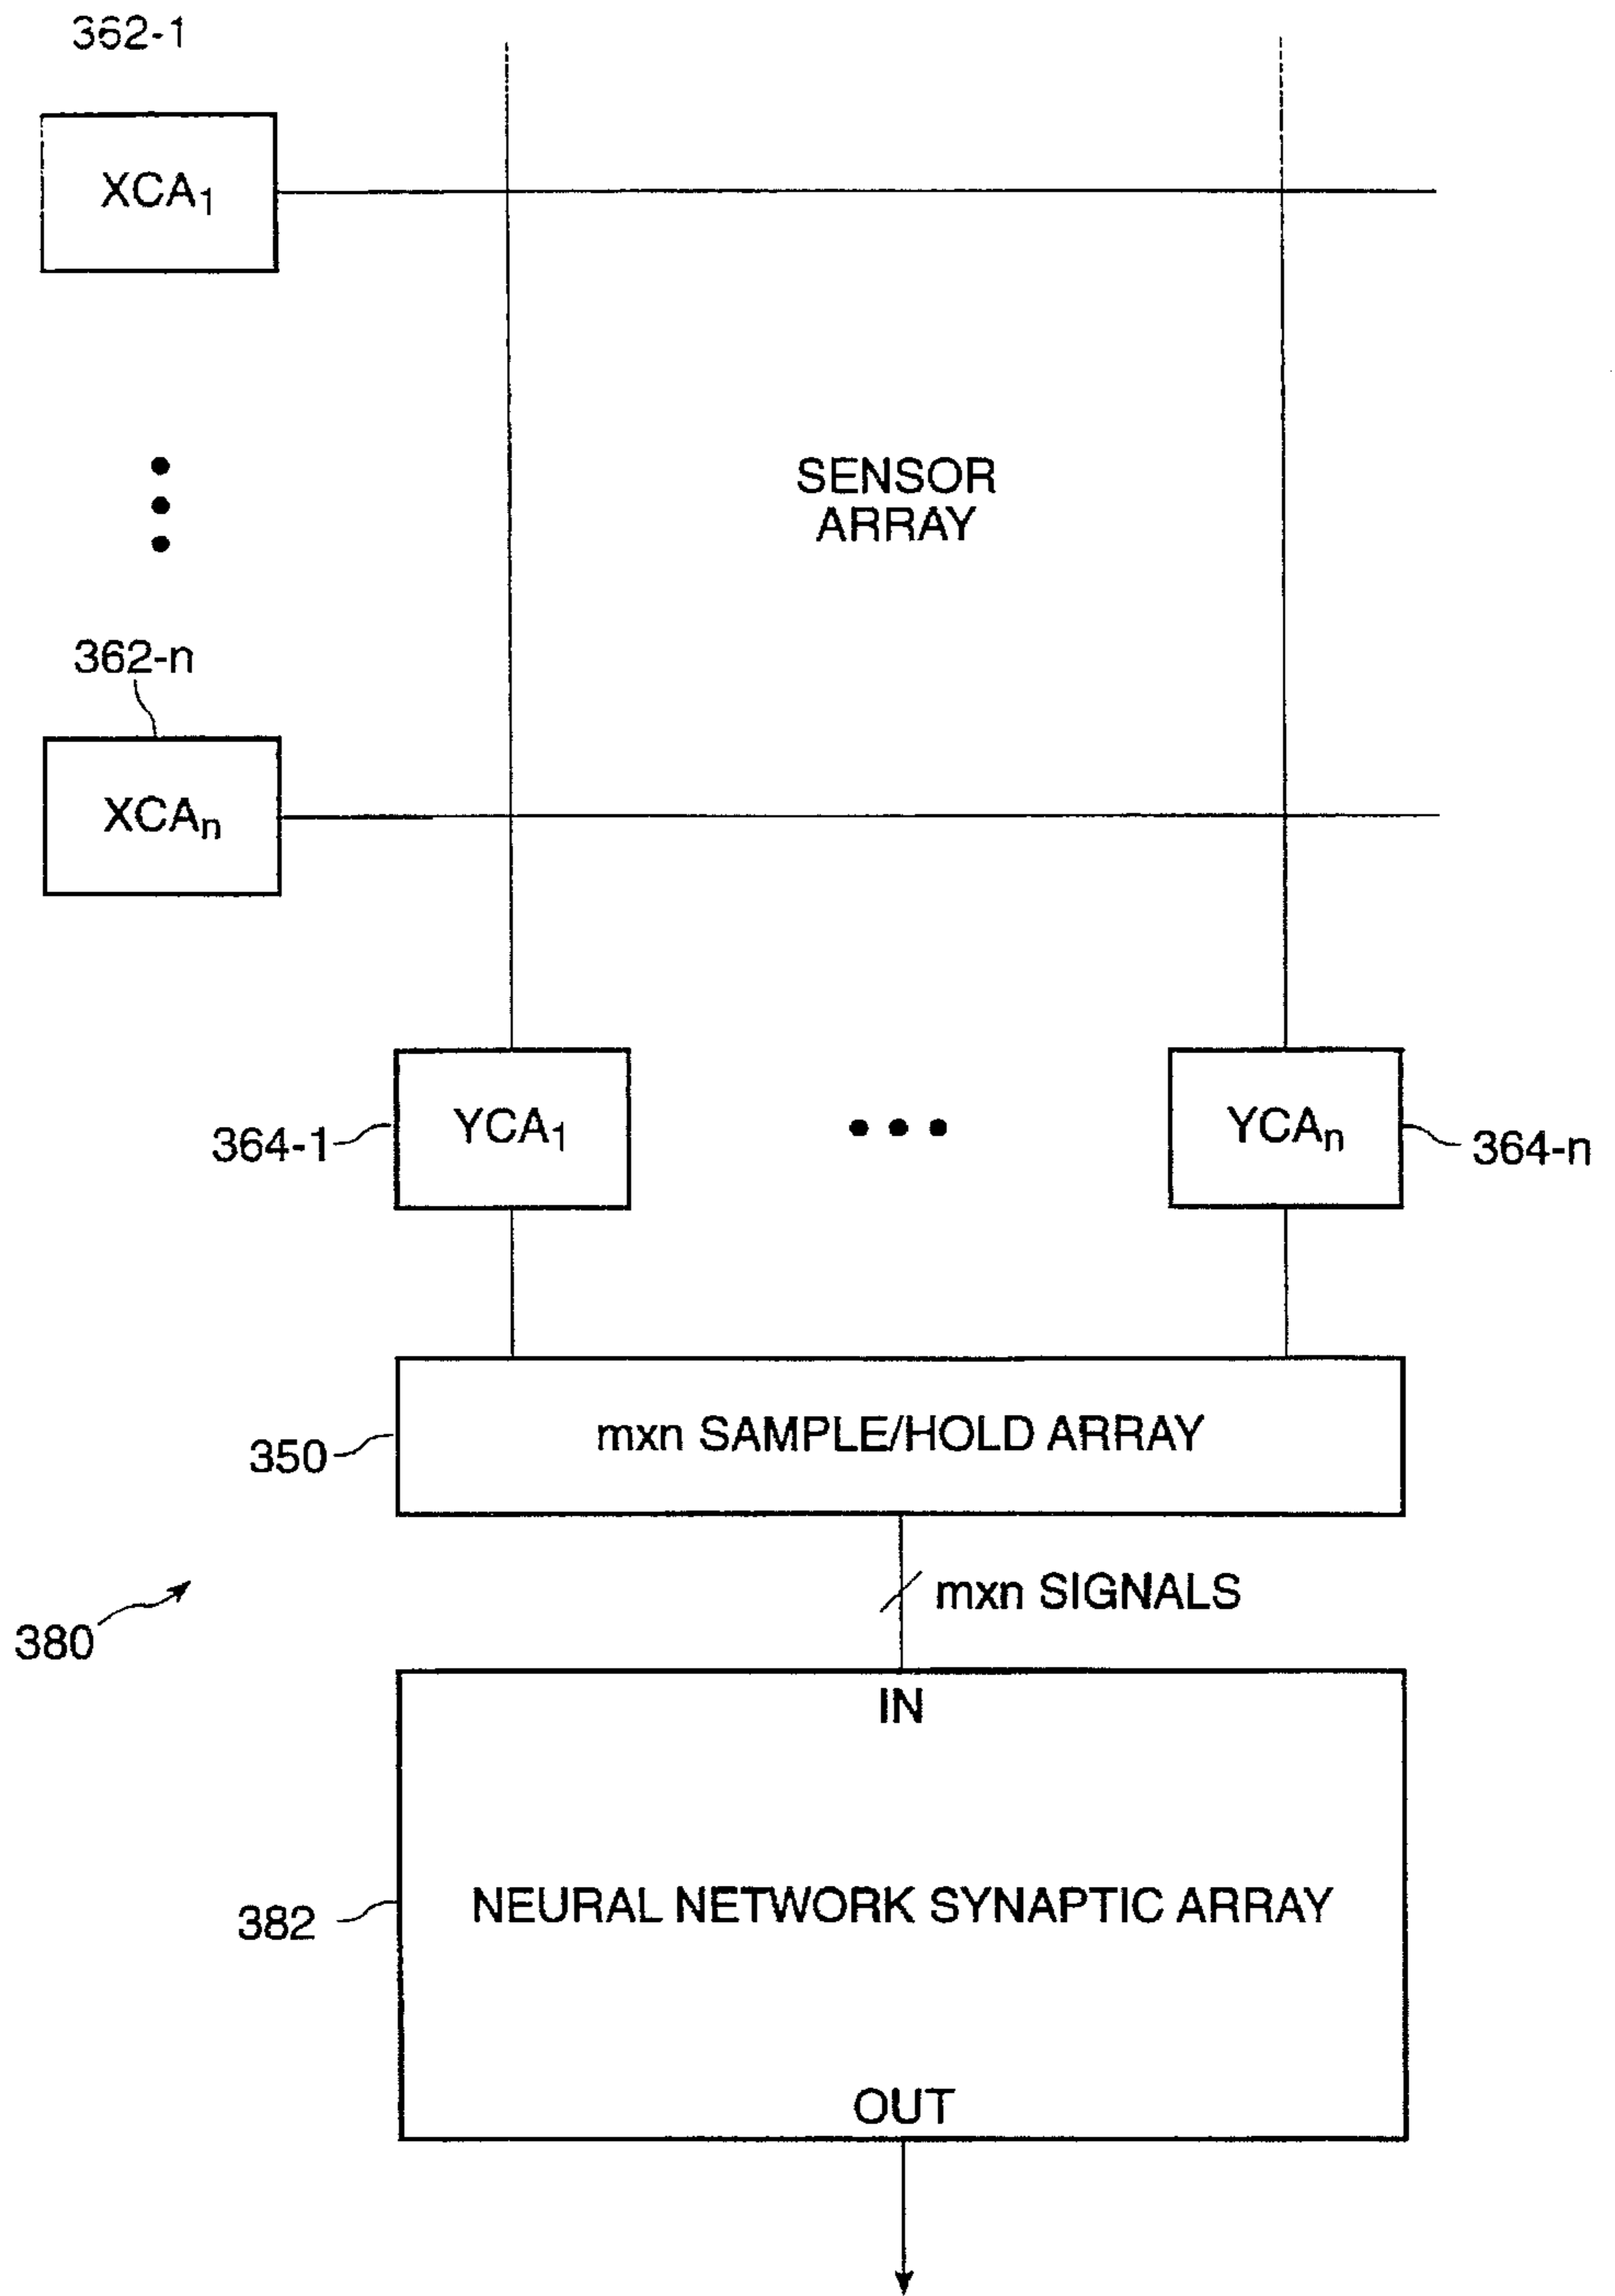 362-1
XCA₁
SENSOR
ARRAY
362-n
XCAₙ
364-1
YCA₁
YCAₙ
364-n
350
mxn SAMPLE/HOLD ARRAY
mxn SIGNALS
380
IN
382
NEURAL NETWORK SYNAPTIC ARRAY
OUT